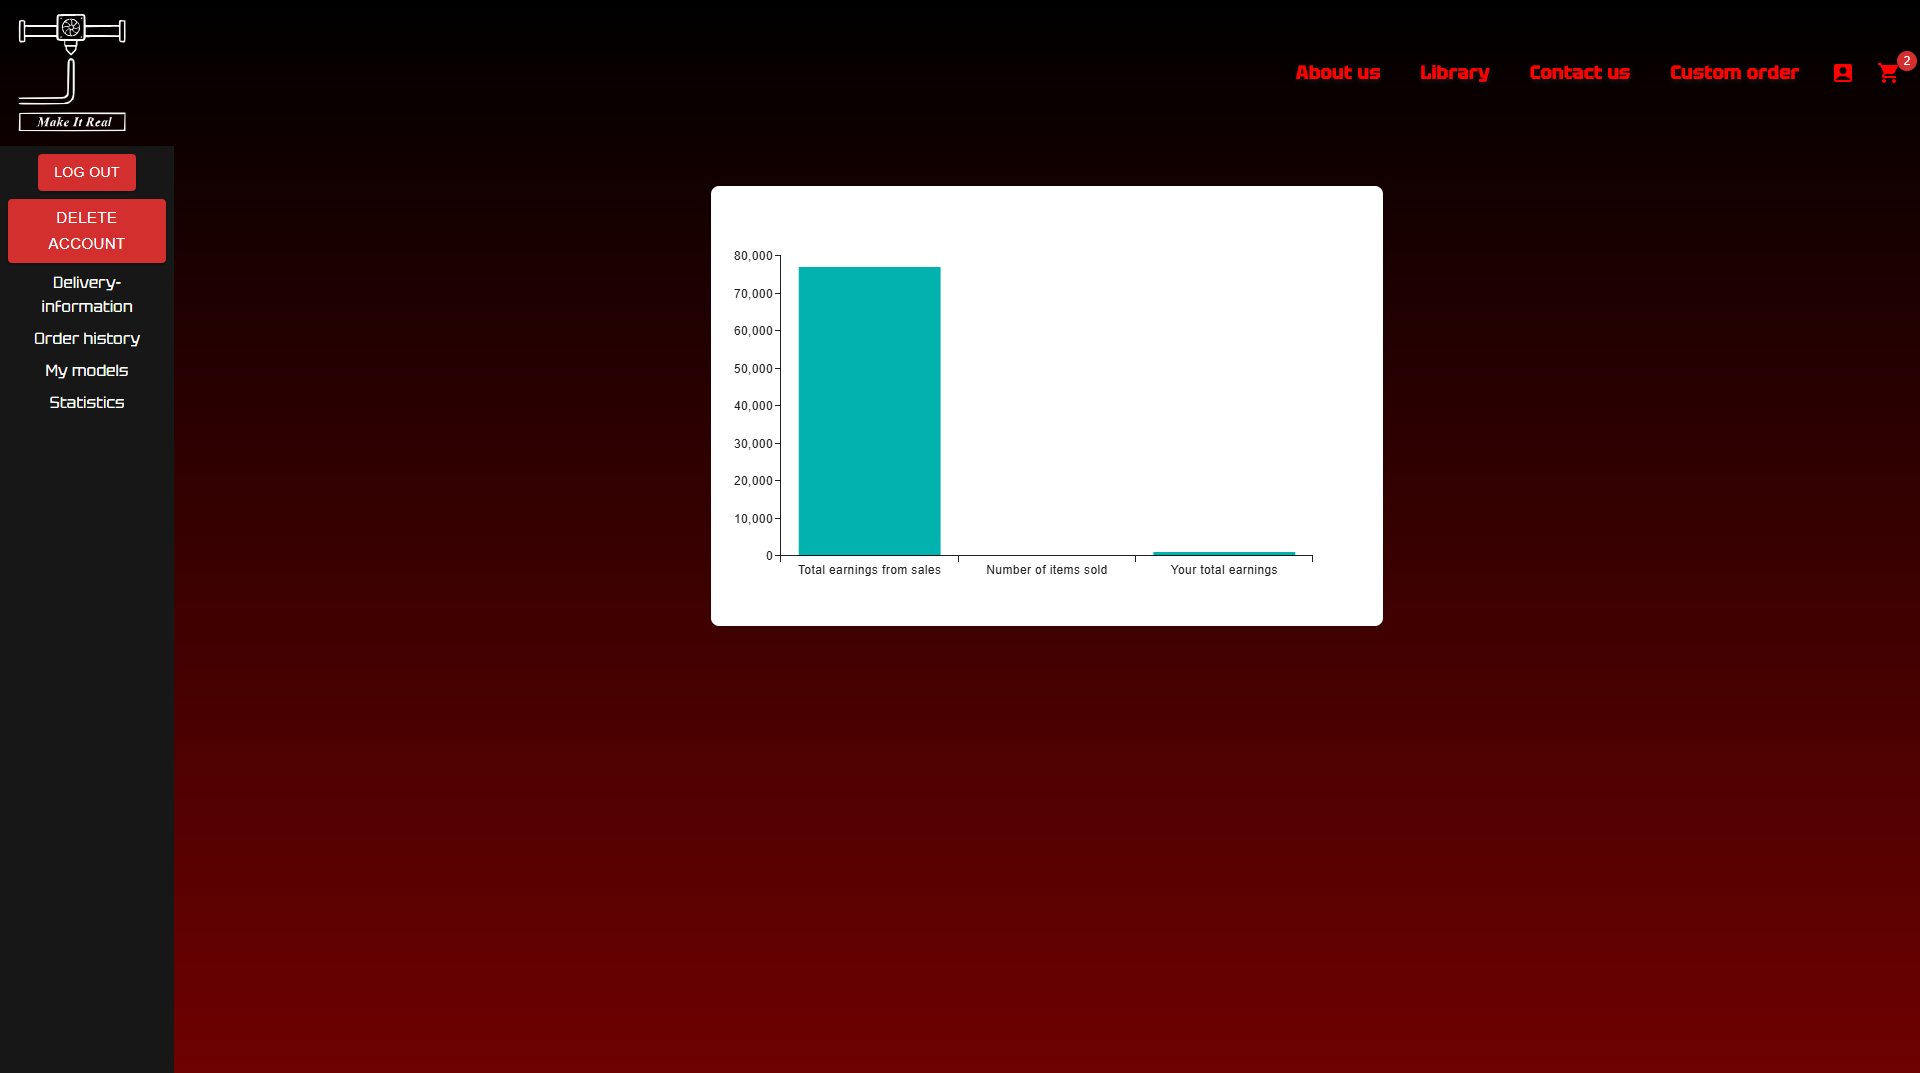 Make It Real
About us
Library
Contact us
Custom order
2
LOG OUT
DELETE
ACCOUNT
Delivery-
information
Order history
My models
Statistics
80,000
70,000
60,000
50,000
40,000
30,000
20,000
10,000
0
Total earnings from sales
Number of items sold
Your total earnings